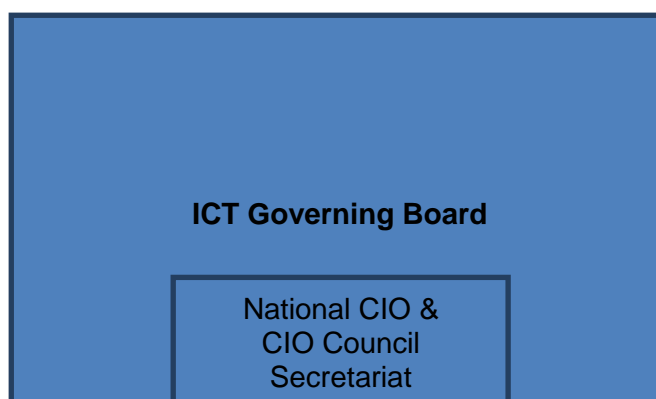 ICT Governing Board
National CIO &
CIO Council
Secretariat